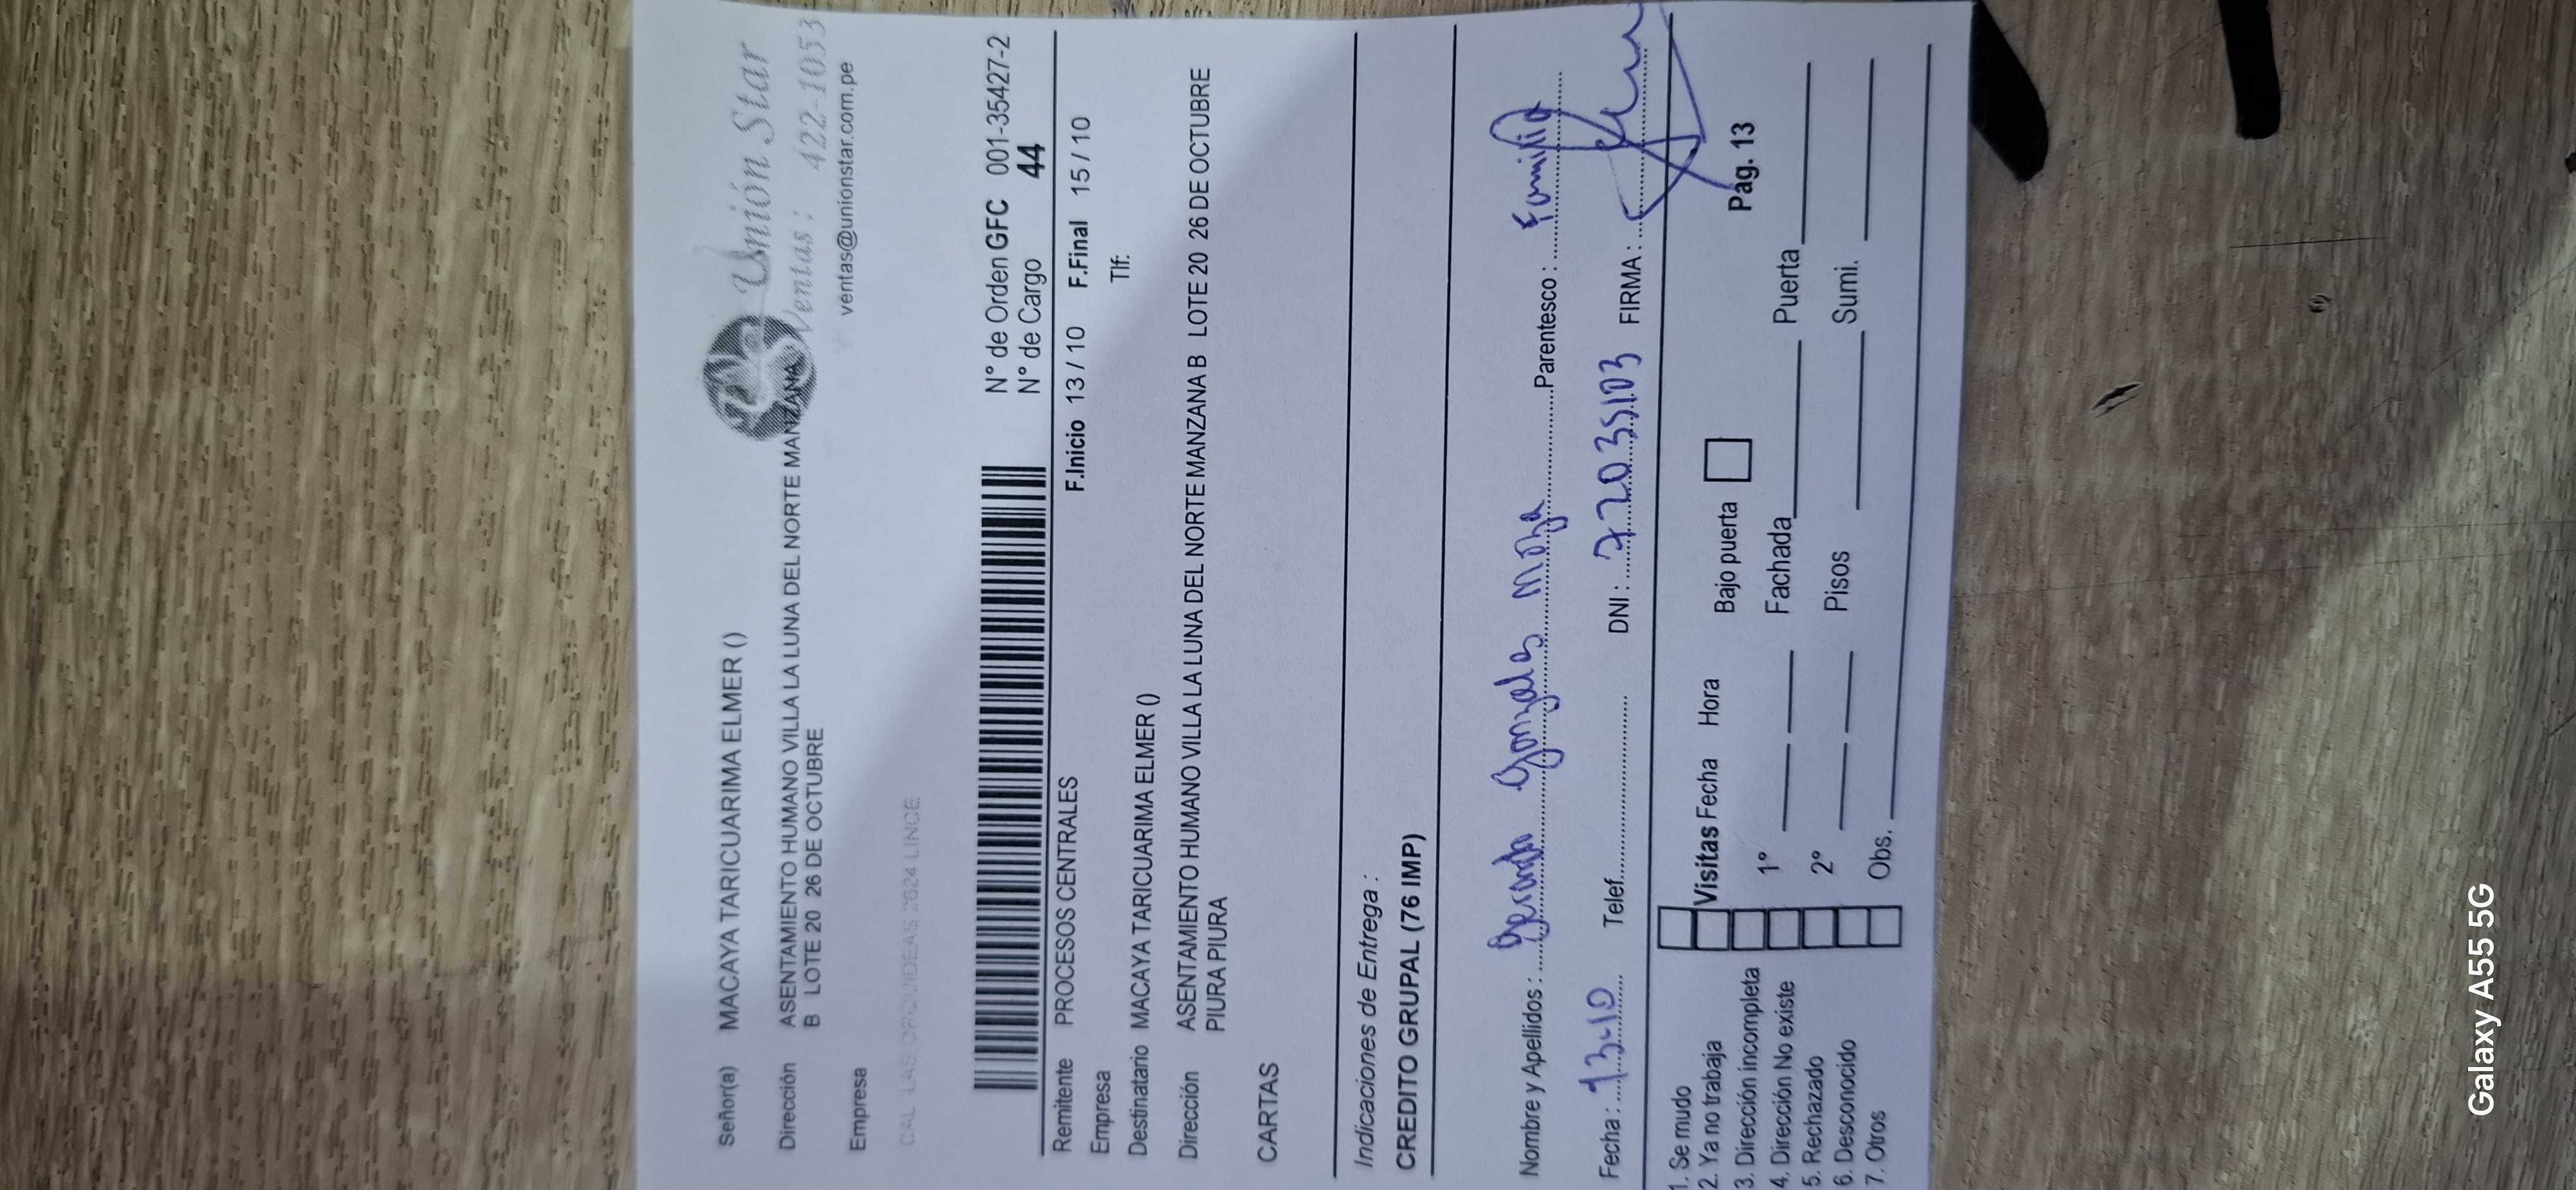 Señor(a) MACAYA TARICUARIMA ELMER ()
Unión Star
Ventas : 422-1053
Dirección ASENTAMIENTO HUMANO VILLA LA LUNA DEL NORTE MANZANA
B LOTE 20 26 DE OCTUBRE
ventas@unionstar.com.pe
Empresa
CAL LAS ORQUIDEAS 2624 LINCE
N° de Orden GFC 001-35427-2
N° de Cargo 44
Remitente PROCESOS CENTRALES F.Inicio 13 / 10 F.Final 15 / 10
Empresa Tlf:
Destinatario MACAYA TARICUARIMA ELMER ()
Dirección ASENTAMIENTO HUMANO VILLA LA LUNA DEL NORTE MANZANA B LOTE 20 26 DE OCTUBRE
PIURA PIURA
CARTAS
Indicaciones de Entrega :
CREDITO GRUPAL (76 IMP)
Nombre y Apellidos : Gonzales Parentesco : Familia
Fecha : 13-10 Telef. DNI : 772035103 FIRMA :
1. Se mudo
2. Ya no trabaja Visitas Fecha Hora Bajo puerta Pág. 13
3. Dirección incompleta
4. Dirección No existe 1º Fachada Puerta
5. Rechazado
6. Desconocido 2º Pisos Sumi.
7. Otros Obs.
Galaxy A55 5G